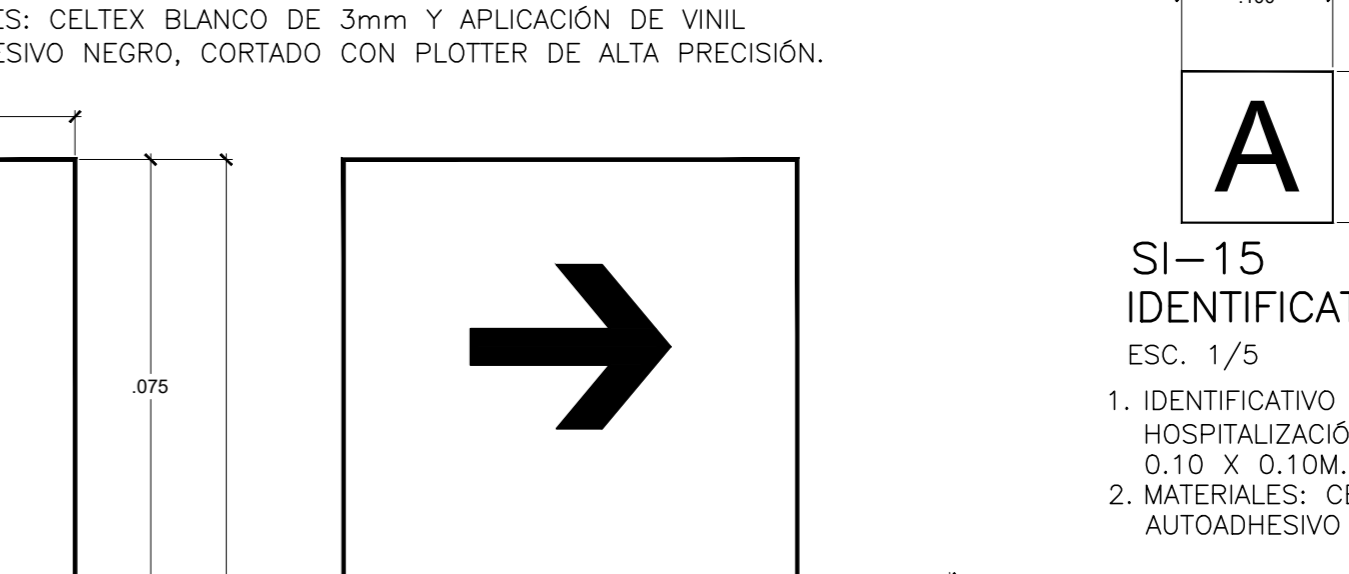 ES: CELTEX BLANCO DE 3mm Y APLICACIÓN DE VINIL
ESIVO NEGRO, CORTADO CON PLOTTER DE ALTA PRECISIÓN.
.075
A
SI-15
IDENTIFICAT
ESC. 1/5
1. IDENTIFICATIVO
HOSPITALIZACIÓ
0.10 X 0.10M.
2. MATERIALES: CE
AUTOADHESIVO